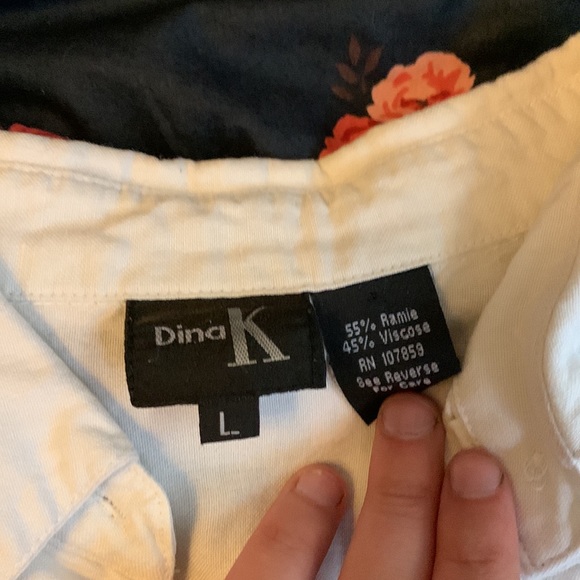 Dina K
L
55% Ramie
45% Viscose
RN 107859
See Reverse
For Care